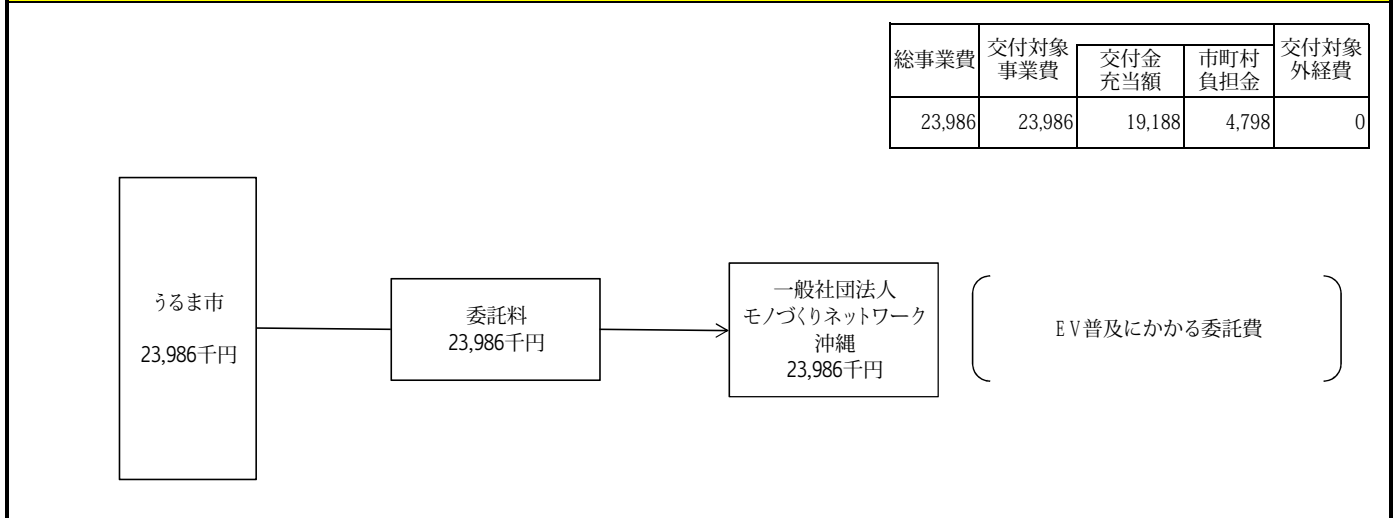 総事業費
交付対象
事業費
交付金
充当額
市町村
負担金
交付対象
外経費
23,986 23,986 19,188 4,798 0
うるま市
23,986千円
委託料
23,986千円
一般社団法人
モノづくりネットワーク
沖縄
23,986千円
EV普及にかかる委託費